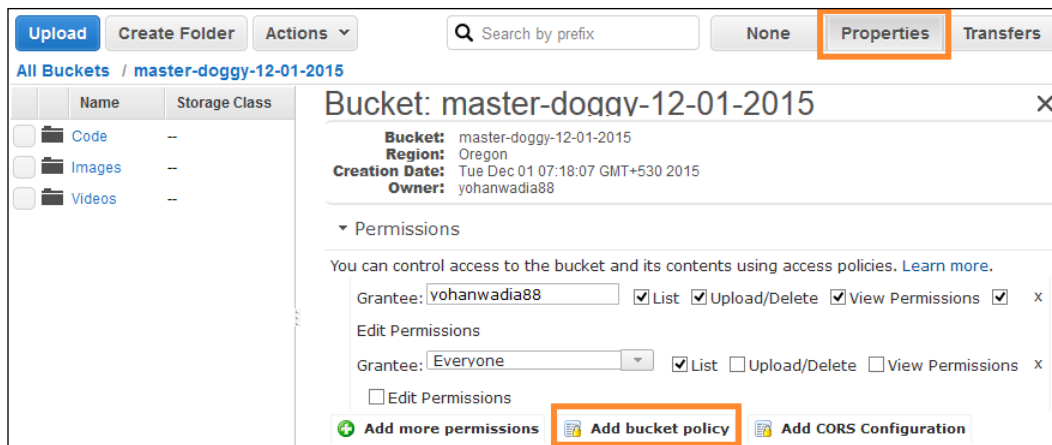 Upload Create Folder Actions Search by prefix None Properties Transfers
All Buckets / master-doggy-12-01-2015
Name Storage Class
Code --
Images --
Videos --
Bucket: master-doggy-12-01-2015
Bucket: master-doggy-12-01-2015
Region: Oregon
Creation Date: Tue Dec 01 07:18:07 GMT+530 2015
Owner: yohanwadia88
Permissions
You can control access to the bucket and its contents using access policies. Learn more.
Grantee: yohanwadia88 List Upload/Delete View Permissions x
Edit Permissions
Grantee: Everyone List Upload/Delete View Permissions x
Edit Permissions
Add more permissions Add bucket policy Add CORS Configuration